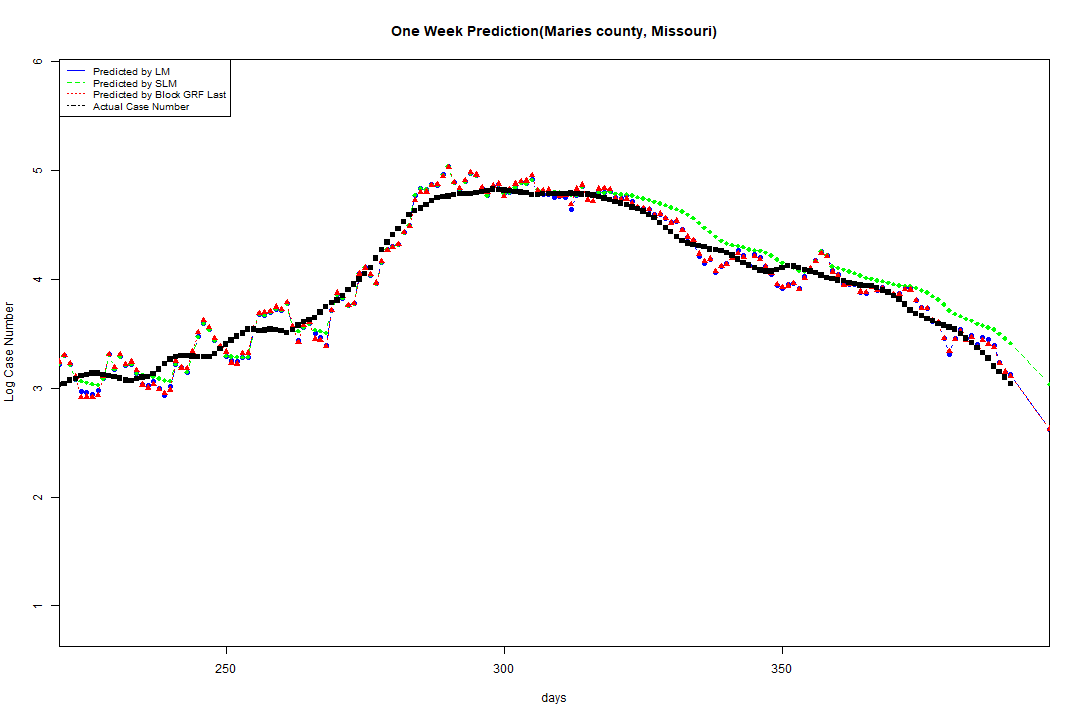 One Week Prediction(Maries county, Missouri)
Predicted by LM
Predicted by SLM
Predicted by Block GRF Last
Actual Case Number
6
5
4
3
2
1
Log Case Number
250
300
350
days